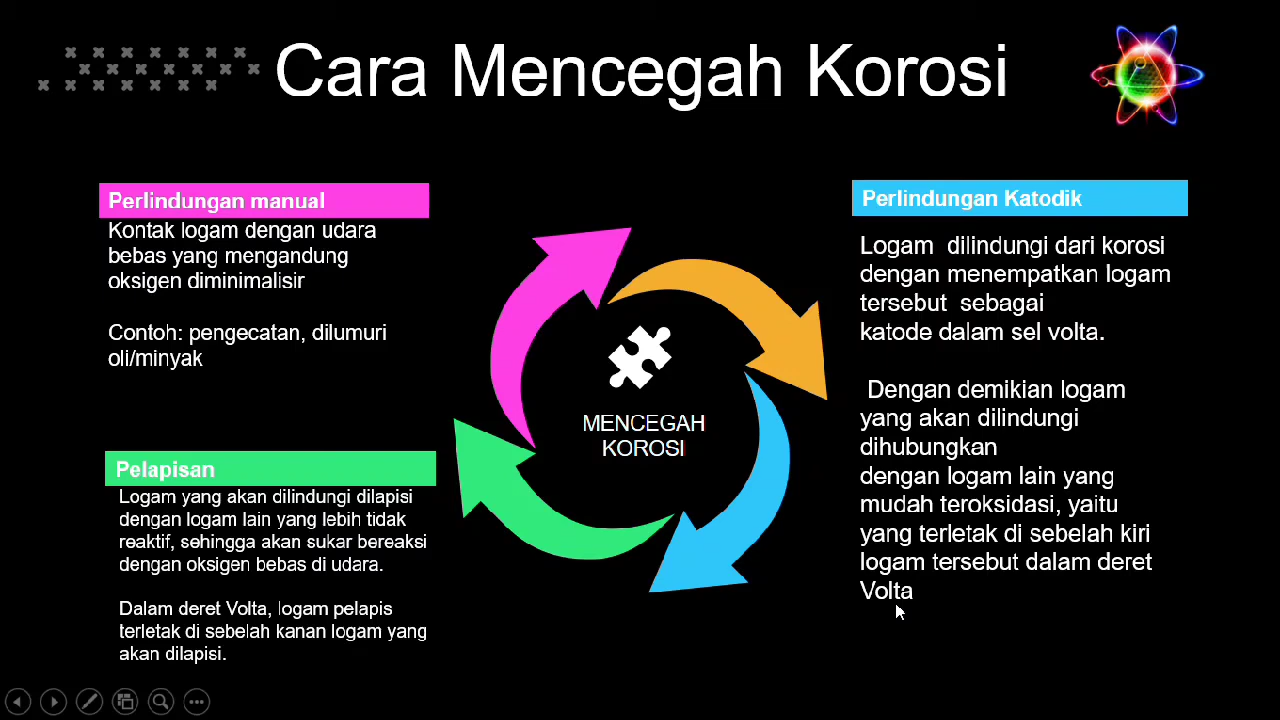 Cara Mencegah Korosi
Perlindungan manual
Kontak logam dengan udara
bebas yang mengandung
oksigen diminimalisir
Contoh: pengecatan, dilumuri
oli/minyak
Pelapisan
Logam yang akan dilindungi dilapisi
dengan logam lain yang lebih tidak
reaktif, sehingga akan sukar bereaksi
dengan oksigen bebas di udara.
Dalam deret Volta, logam pelapis
terletak di sebelah kanan logam yang
akan dilapisi.
MENCEGAH
KOROSI
Perlindungan Katodik
Logam dilindungi dari korosi
dengan menempatkan logam
tersebut sebagai
katode dalam sel volta.
Dengan demikian logam
yang akan dilindungi
dihubungkan
dengan logam lain yang
mudah teroksidasi, yaitu
yang terletak di sebelah kiri
logam tersebut dalam deret
Volta